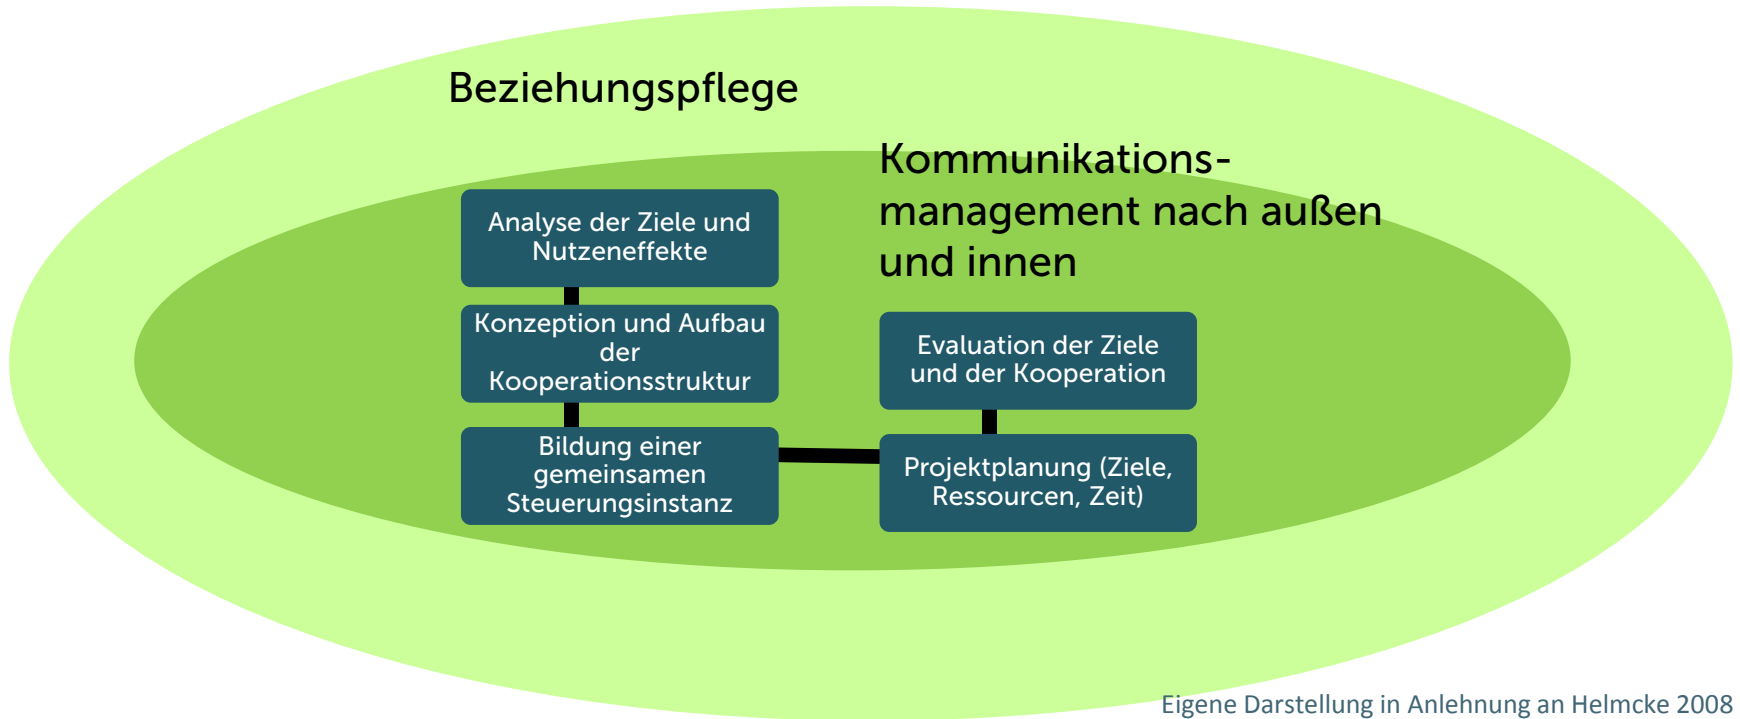 Beziehungspflege
Kommunikations-
management nach außen
und innen
Analyse der Ziele und
Nutzeneffekte
Konzeption und Aufbau
der
Kooperationsstruktur
Bildung einer
gemeinsamen
Steuerungsinstanz
Projektplanung (Ziele,
Ressourcen, Zeit)
Evaluation der Ziele
und der Kooperation
Eigene Darstellung in Anlehnung an Helmcke 2008